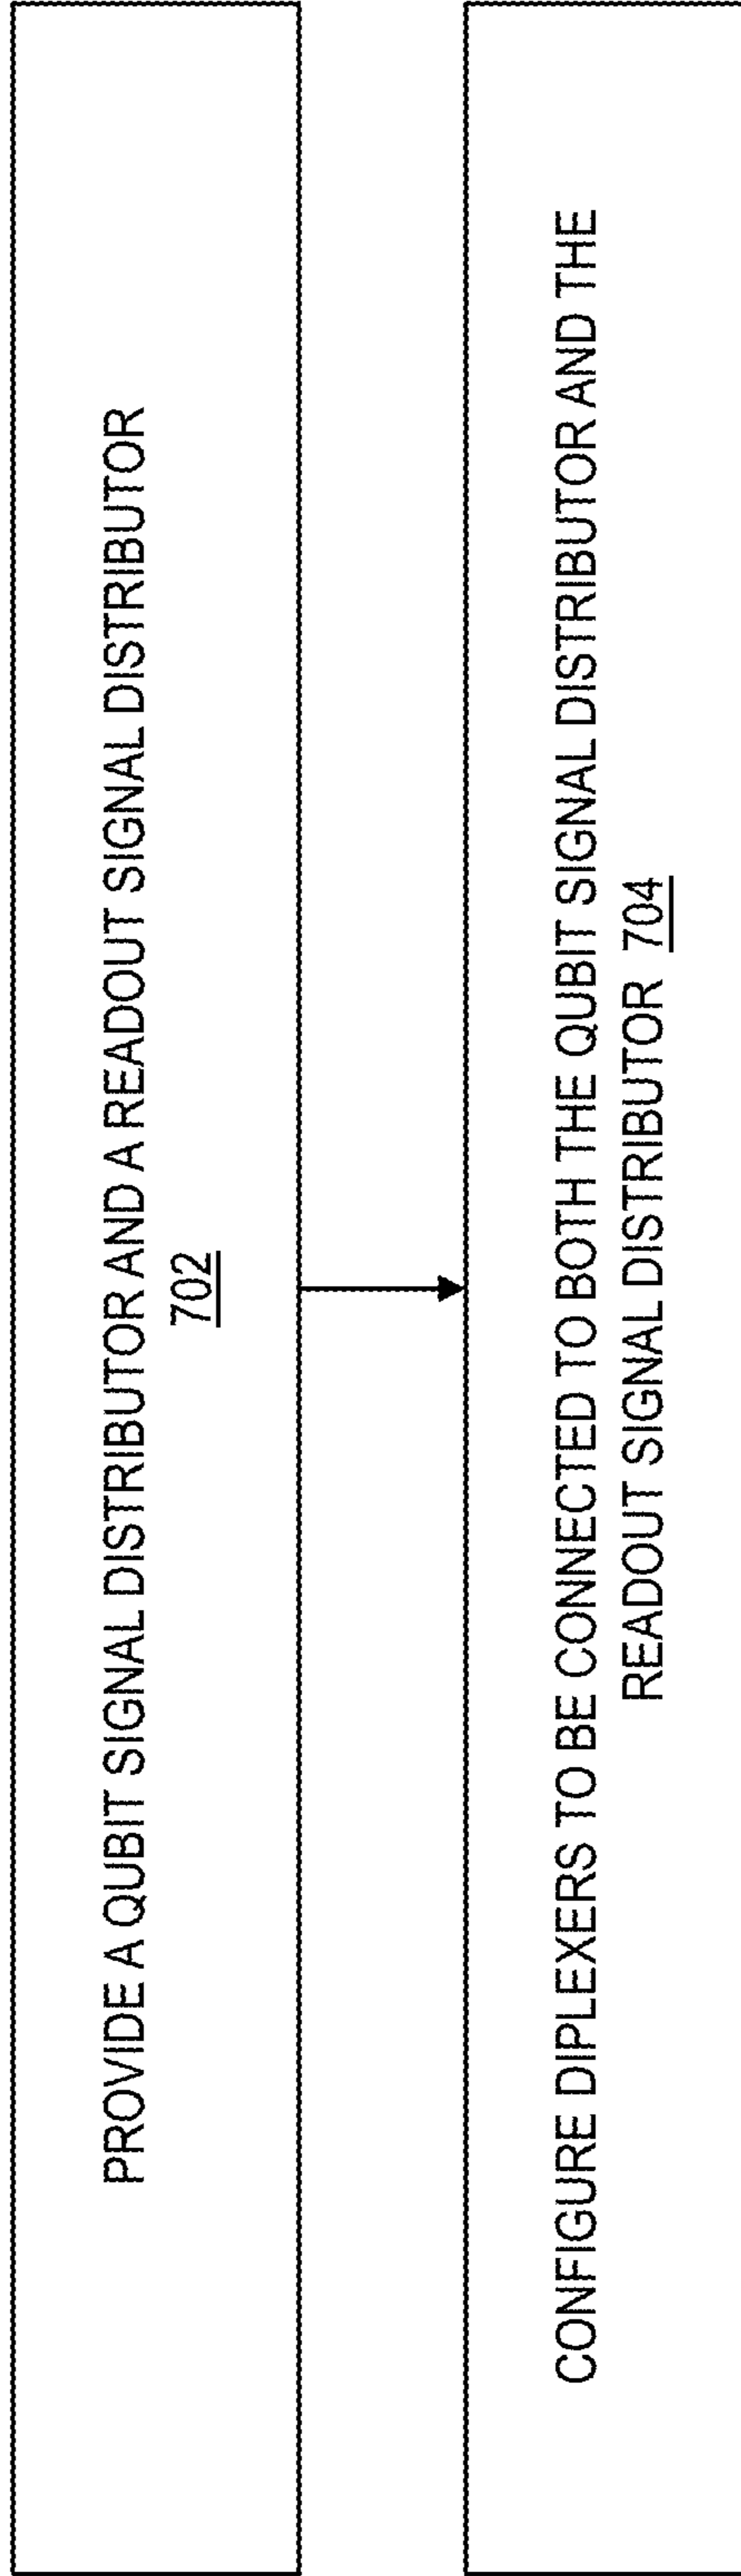 PROVIDE A QUBIT SIGNAL DISTRIBUTOR AND A READOUT SIGNAL DISTRIBUTOR
702
CONFIGURE DIPLEXERS TO BE CONNECTED TO BOTH THE QUBIT SIGNAL DISTRIBUTOR AND THE
READOUT SIGNAL DISTRIBUTOR 704